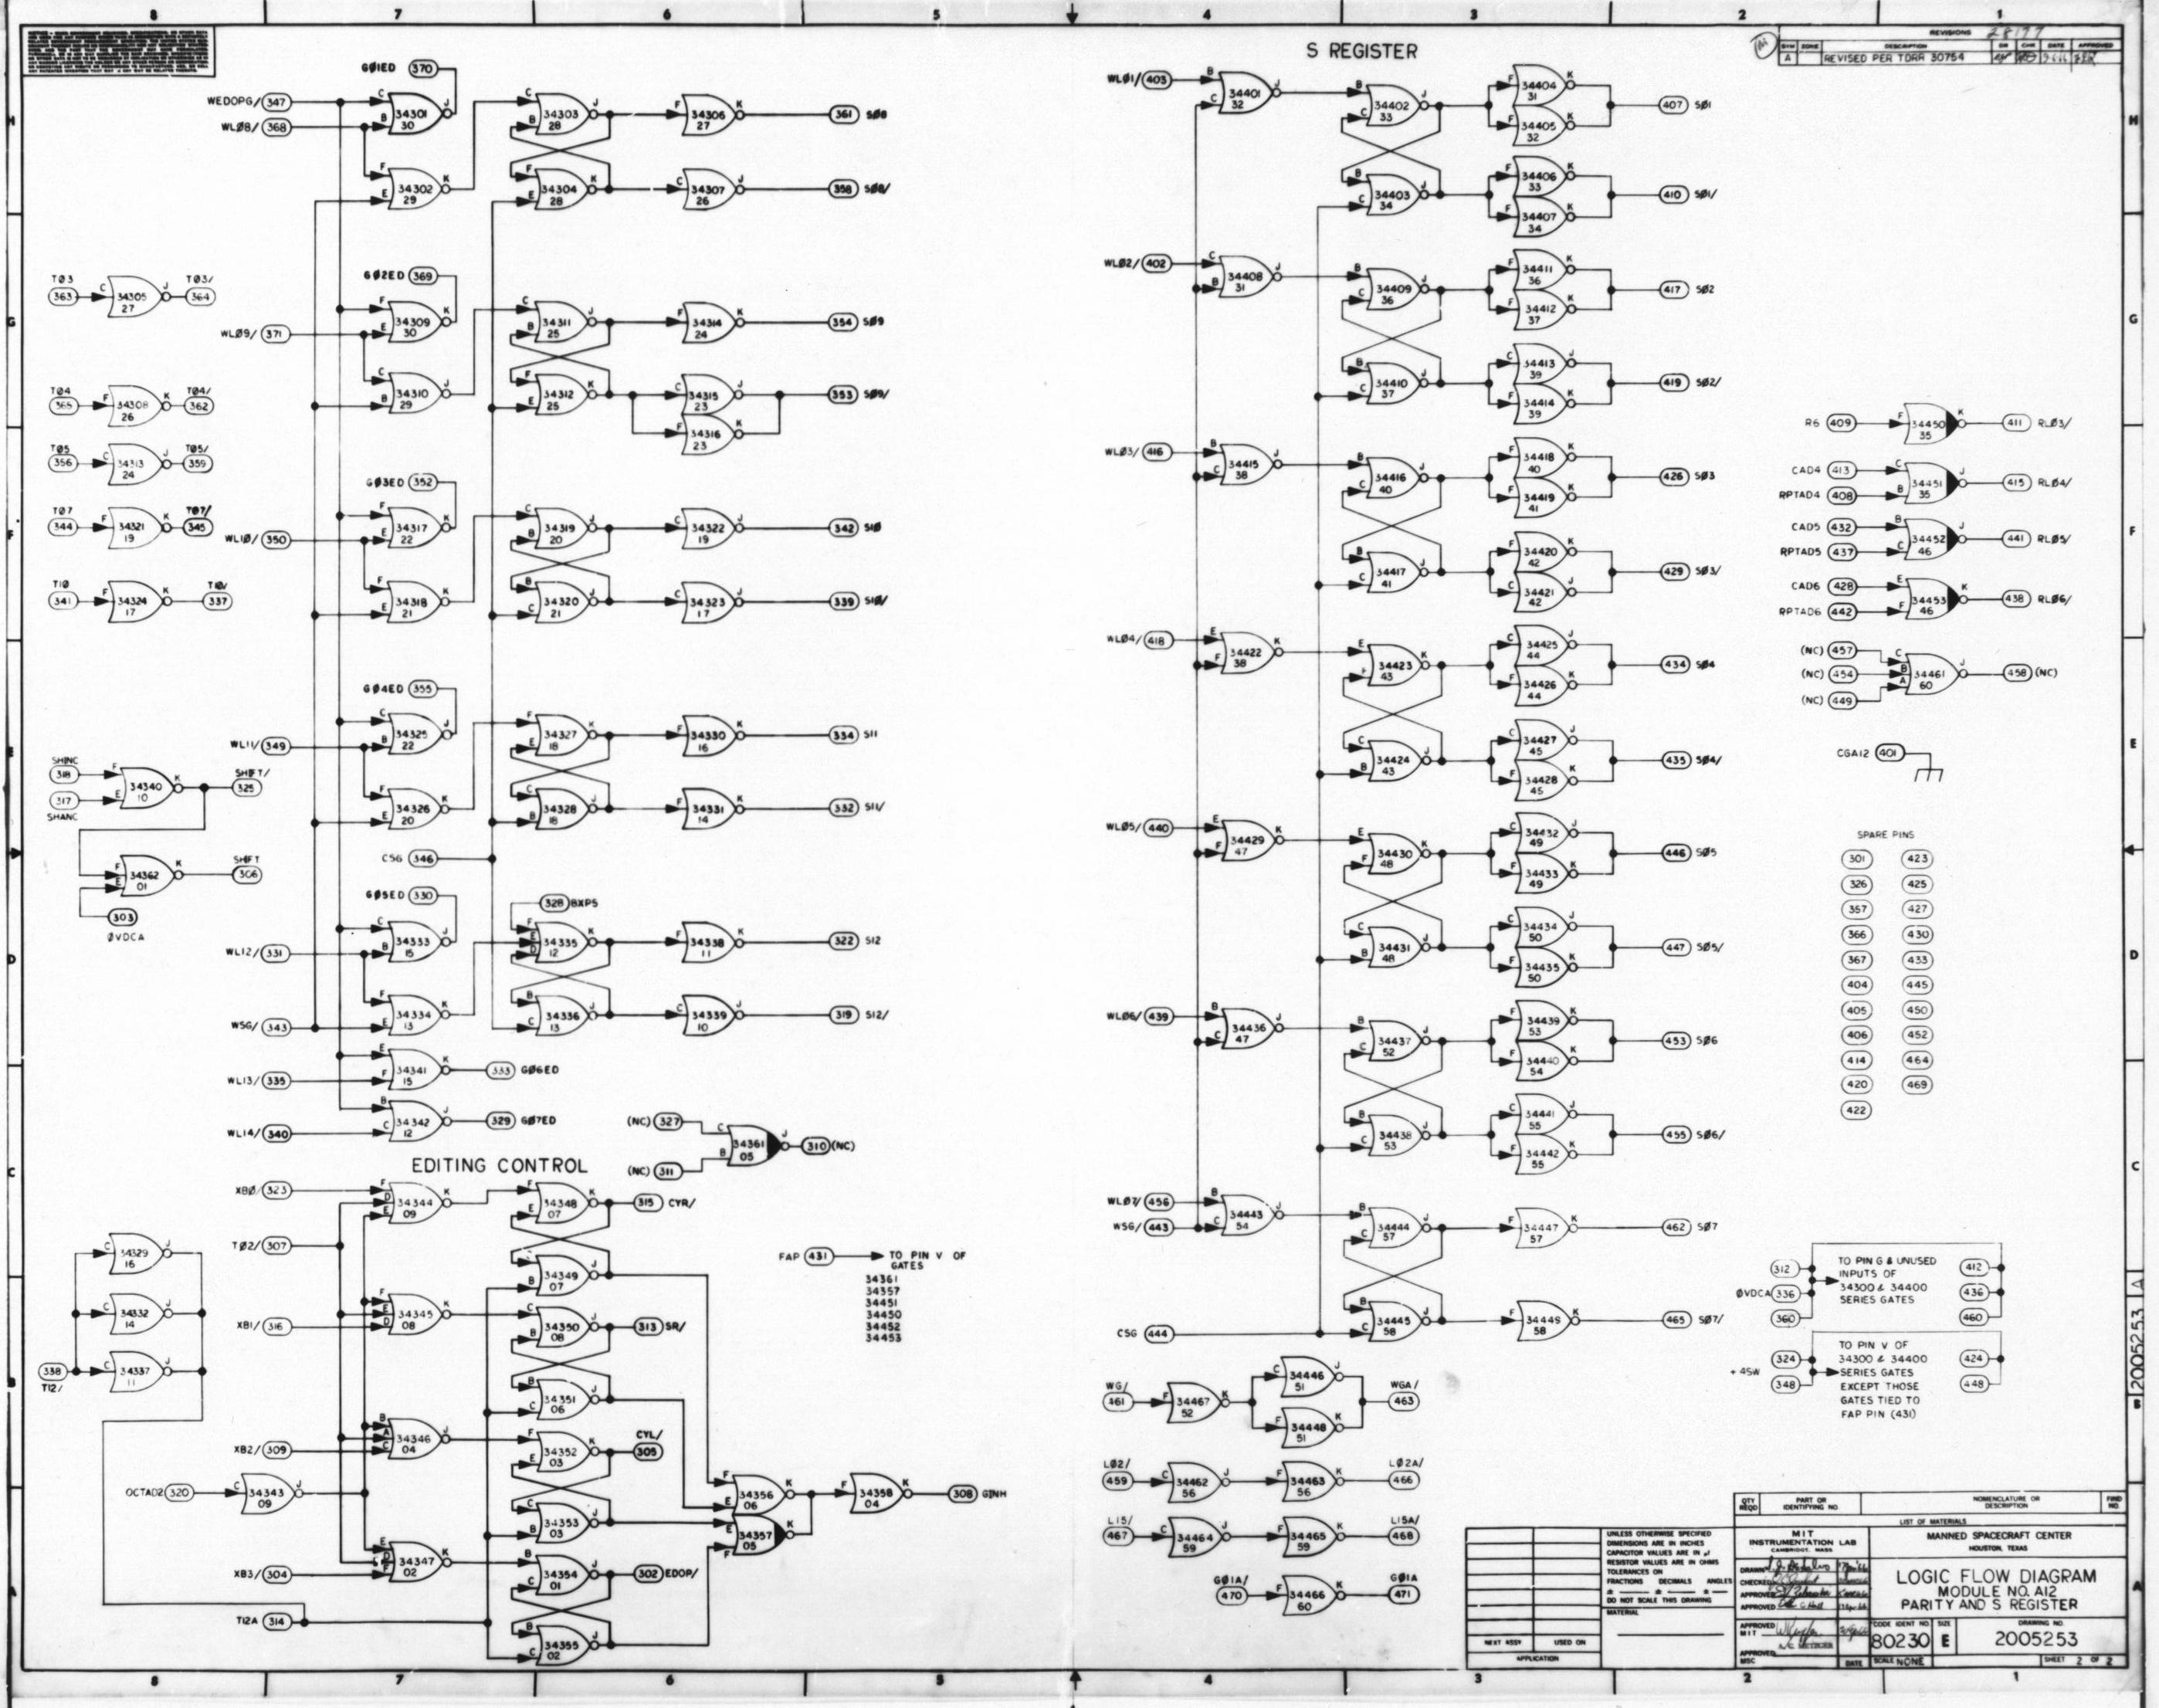 8 7 6 5 4 3 2 1
REVISIONS
28177
SYM ZONE DESCRIPTION DR CHK DATE APPROVED
A REVISED PER TDRR 30754
GØ1ED 370
WEDOPG/ 347
WLØ8/ 368
34301 30
34302 29
34303 28
34304 28
34306 27
34307 26
361 SØ8
358 SØ8/
TØ3 363
34305 27
TØ3/ 364
GØ2ED 369
WLØ9/ 371
34309 30
34310 29
34311 25
34312 25
34314 24
34315 23
34316 23
354 SØ9
353 SØ9/
TØ4 365
34308 26
TØ4/ 362
TØ5 356
34313 24
TØ5/ 359
TØ7 344
34321 19
TØ7/ 345
T1Ø 341
34324 17
T1Ø/ 337
GØ3ED 352
WL1Ø/ 350
34317 22
34318 21
34319 20
34320 21
34322 19
34323 17
342 S1Ø
339 S1Ø/
GØ4ED 355
WL11/ 349
34325 22
34326 20
34327 18
34328 18
34330 16
34331 14
334 S11
332 S11/
SHINC 318
317 SHANC
34340 10
SHIFT/ 325
34362 01
SHIFT 306
303 ØVDCA
CSG 346
GØ5ED 330
328 BXP5
WL12/ 331
WSG/ 343
34333 15
34334 13
34335 12
34336 13
34338 11
34339 10
322 S12
319 S12/
WL13/ 335
34341 15
333 GØ6ED
WL14/ 340
34342 12
329 GØ7ED
(NC) 327
(NC) 311
34361 05
310 (NC)
EDITING CONTROL
XBØ/ 323
TØ2/ 307
XB1/ 316
XB2/ 309
OCTAD2 320
XB3/ 304
T12A 314
338 T12/
34329 16
34332 14
34337 11
34343 09
34344 09
34345 08
34346 04
34347 02
34348 07
34349 07
34350 08
34351 06
34352 03
34353 03
34354 01
34355 02
34356 06
34357 05
34358 04
315 CYR/
313 SR/
CYL/ 305
302 EDOP/
308 GINH
FAP 431 TO PIN V OF
GATES
34361
34357
34451
34450
34452
34453
S REGISTER
WLØ1/ 403
34401 32
34402 33
34403 34
34404 31
34405 32
34406 33
34407 34
407 SØ1
410 SØ1/
WLØ2/ 402
34408 31
34409 36
34410 37
34411 36
34412 37
34413 39
34414 39
417 SØ2
419 SØ2/
WLØ3/ 416
34415 38
34416 40
34417 41
34418 40
34419 41
34420 42
34421 42
426 SØ3
429 SØ3/
WLØ4/ 418
34422 38
34423 43
34424 43
34425 44
34426 44
34427 45
34428 45
434 SØ4
435 SØ4/
WLØ5/ 440
34429 47
34430 48
34431 48
34432 49
34433 49
34434 50
34435 50
446 SØ5
447 SØ5/
WLØ6/ 439
34436 47
34437 52
34438 53
34439 53
34440 54
34441 55
34442 55
453 SØ6
455 SØ6/
WLØ7/ 456
WSG/ 443
34443 54
34444 57
34445 58
34447 57
34449 58
462 SØ7
465 SØ7/
CSG 444
WG/ 461
34467 52
34446 51
34448 51
WGA/ 463
LØ2/ 459
34462 56
34463 56
LØ2A/ 466
L15/ 467
34464 59
34465 59
L15A/ 468
GØ1A/ 470
34466 60
GØ1A 471
R6 409
34450 35
411 RLØ3/
CAD4 413
RPTAD4 408
34451 35
415 RLØ4/
CAD5 432
RPTAD5 437
34452 46
441 RLØ5/
CAD6 428
RPTAD6 442
34453 46
438 RLØ6/
(NC) 457
(NC) 454
(NC) 449
34461 60
458 (NC)
CGA12 401
SPARE PINS
301 423
326 425
357 427
366 430
367 433
404 445
405 450
406 452
414 464
420 469
422
312
ØVDCA 336
360
TO PIN G & UNUSED
INPUTS OF
34300 & 34400
SERIES GATES
412
436
460
324
+4SW
348
TO PIN V OF
34300 & 34400
SERIES GATES
EXCEPT THOSE
GATES TIED TO
FAP PIN (431)
424
448
2005253 A
QTY REQD PART OR IDENTIFYING NO. NOMENCLATURE OR DESCRIPTION FIND NO.
LIST OF MATERIALS
UNLESS OTHERWISE SPECIFIED
DIMENSIONS ARE IN INCHES
CAPACITOR VALUES ARE IN
RESISTOR VALUES ARE IN OHMS
TOLERANCES ON
FRACTIONS DECIMALS ANGLES
DO NOT SCALE THIS DRAWING
MATERIAL
NEXT ASSY USED ON
APPLICATION
MIT
INSTRUMENTATION LAB
CAMBRIDGE, MASS
DRAWN
CHECKED
APPROVED
APPROVED
APPROVED MIT
APPROVED MSC
DATE
MANNED SPACECRAFT CENTER
HOUSTON, TEXAS
LOGIC FLOW DIAGRAM
MODULE NO. A12
PARITY AND S REGISTER
CODE IDENT NO. 80230
SIZE E
DRAWING NO. 2005253
SCALE NONE
SHEET 2 OF 2
8 7 6 5 4 3 2 1